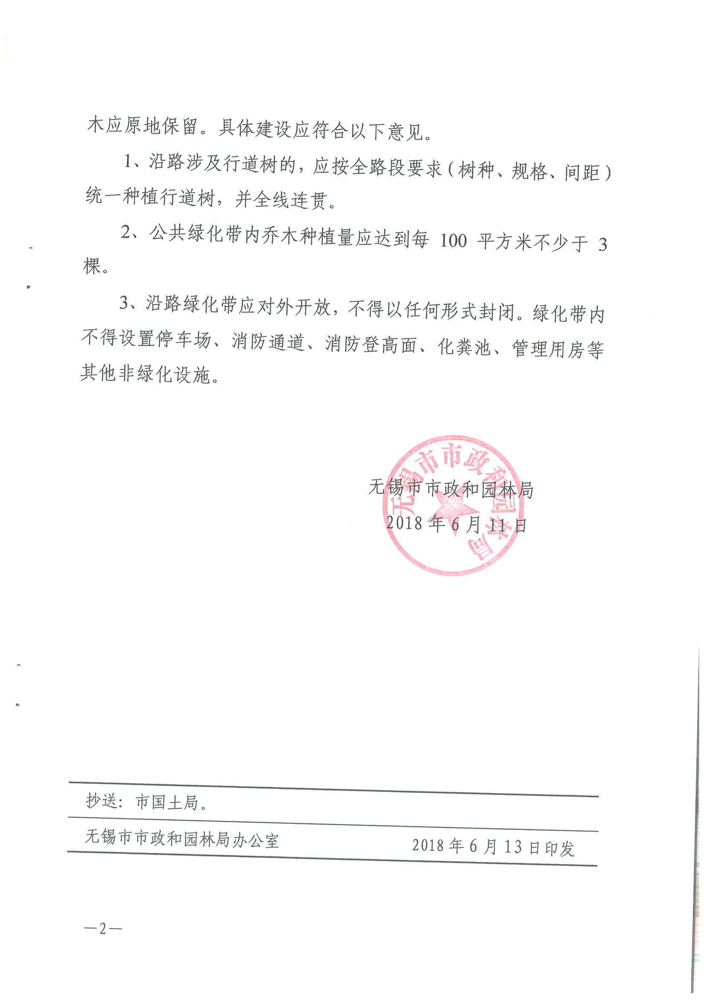 木应原地保留。具体建设应符合以下意见。
1、沿路涉及行道树的，应按全路段要求（树种、规格、间距）
统一种植行道树，并全线连贯。
2、公共绿化带内乔木种植量应达到每 100 平方米不少于 3
棵。
3、沿路绿化带应对外开放，不得以任何形式封闭。绿化带内
不得设置停车场、消防通道、消防登高面、化粪池、管理用房等
其他非绿化设施。
无锡市市政和园林局
无锡市市政和园林局
2018 年 6 月 11 日
抄送：市国土局。
无锡市市政和园林局办公室 2018 年 6 月 13 日印发
—2—